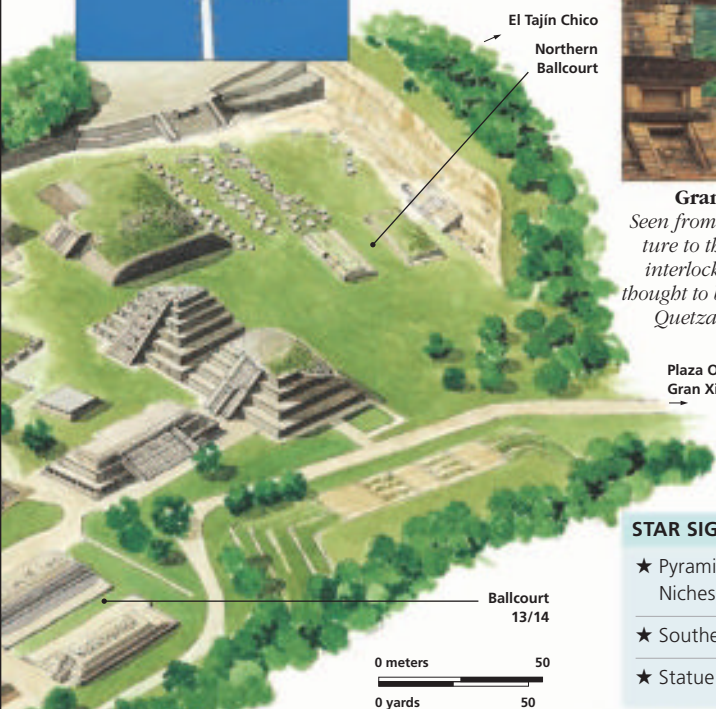 El Tajín Chico
Northern
Ballcourt
Gran
Seen from
ture to th
interlock
thought to b
Quetza
Plaza O
Gran Xi
STAR SIG
★ Pyrami
Niches
★ Southe
★ Statue
Ballcourt
13/14
0 meters 50
0 yards 50